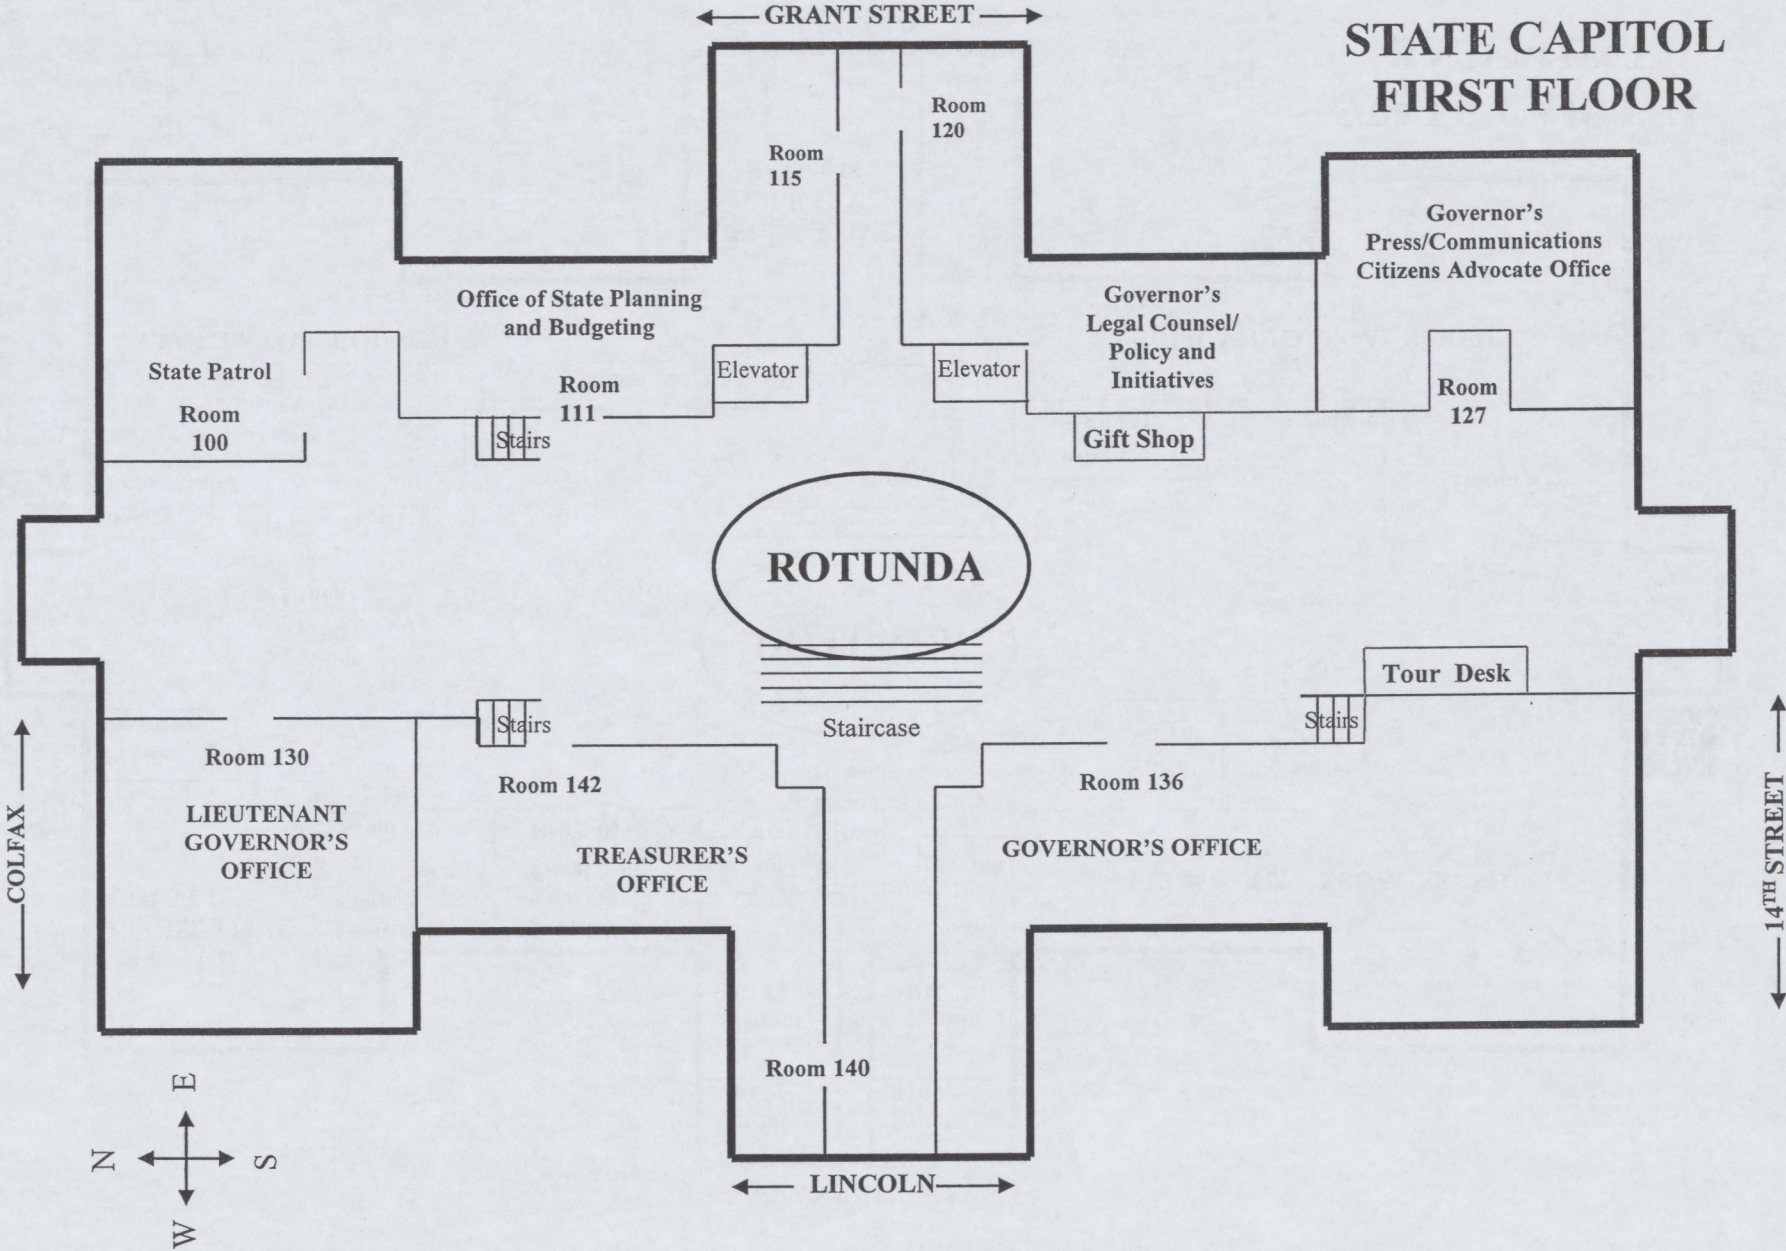 GRANT STREET
STATE CAPITOL
FIRST FLOOR
Room
120
Room
115
Governor's
Press/Communications
Citizens Advocate Office
Office of State Planning
and Budgeting
Governor's
Legal Counsel/
Policy and
Initiatives
State Patrol
Room
100
Room
111
Elevator
Elevator
Room
127
Stairs
Gift Shop
ROTUNDA
Tour Desk
Stairs
Staircase
Stairs
Room 130
Room 142
Room 136
LIEUTENANT
GOVERNOR'S
OFFICE
TREASURER'S
OFFICE
GOVERNOR'S OFFICE
COLFAX
14TH STREET
Room 140
E
N
S
W
LINCOLN